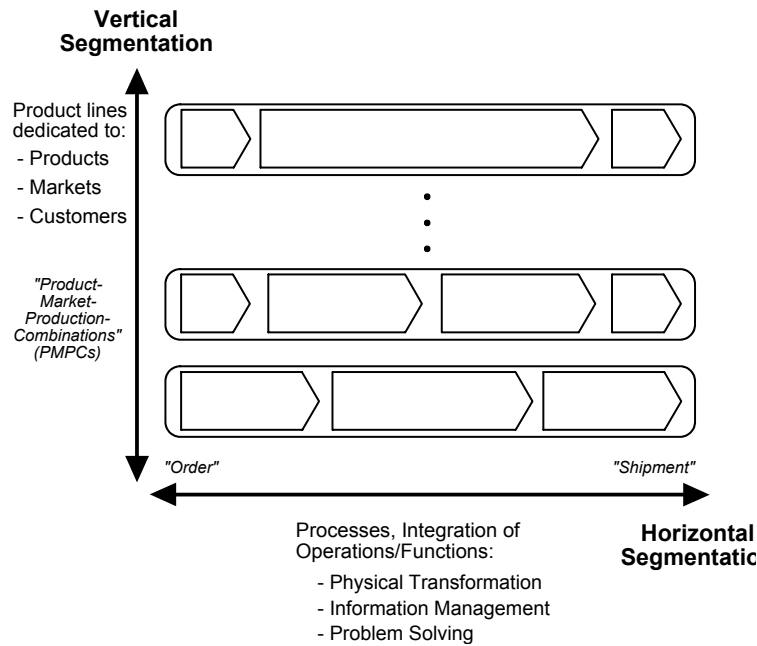 Vertical
Segmentation
Product lines
dedicated to:
- Products
- Markets
- Customers
"Product-
Market-
Production-
Combinations"
(PMPCs)
"Order"
"Shipment"
Processes, Integration of
Operations/Functions:
- Physical Transformation
- Information Management
- Problem Solving
Horizontal
Segmentatio